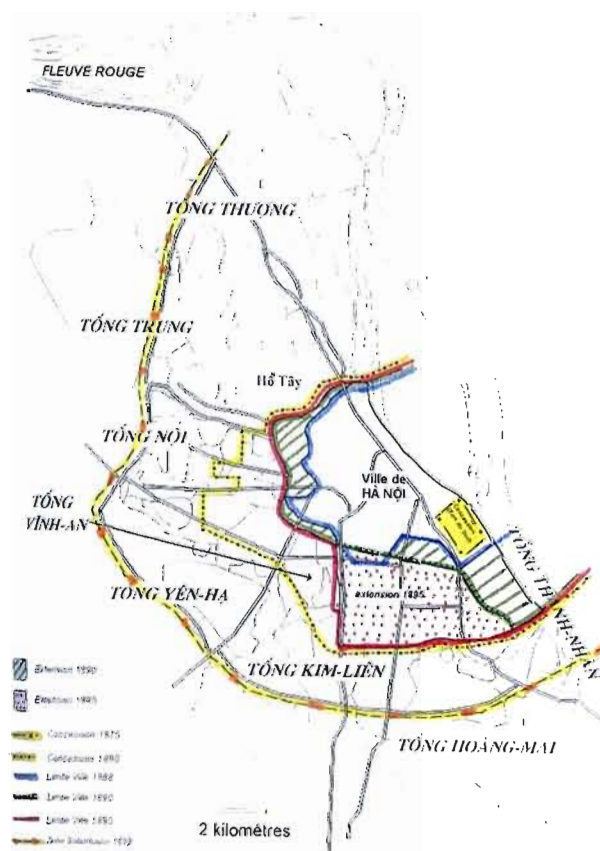 FLEUVE ROUGE
TỔNG THƯỢNG
TỔNG TRUNG
Hồ Tây
TỔNG NỘI
Ville de
HÀ NỘI
TỔNG
VĨNH-AN
extension 1895
TỔNG YÊN-HẠ
TỔNG KIM-LIÊN
TỔNG HOÀNG-MAI
Extension 1890
Extension 1895
Concession 1875
Concession 1890
Limite Ville 1888
Limite Ville 1890
Limite Ville 1895
2 kilométres